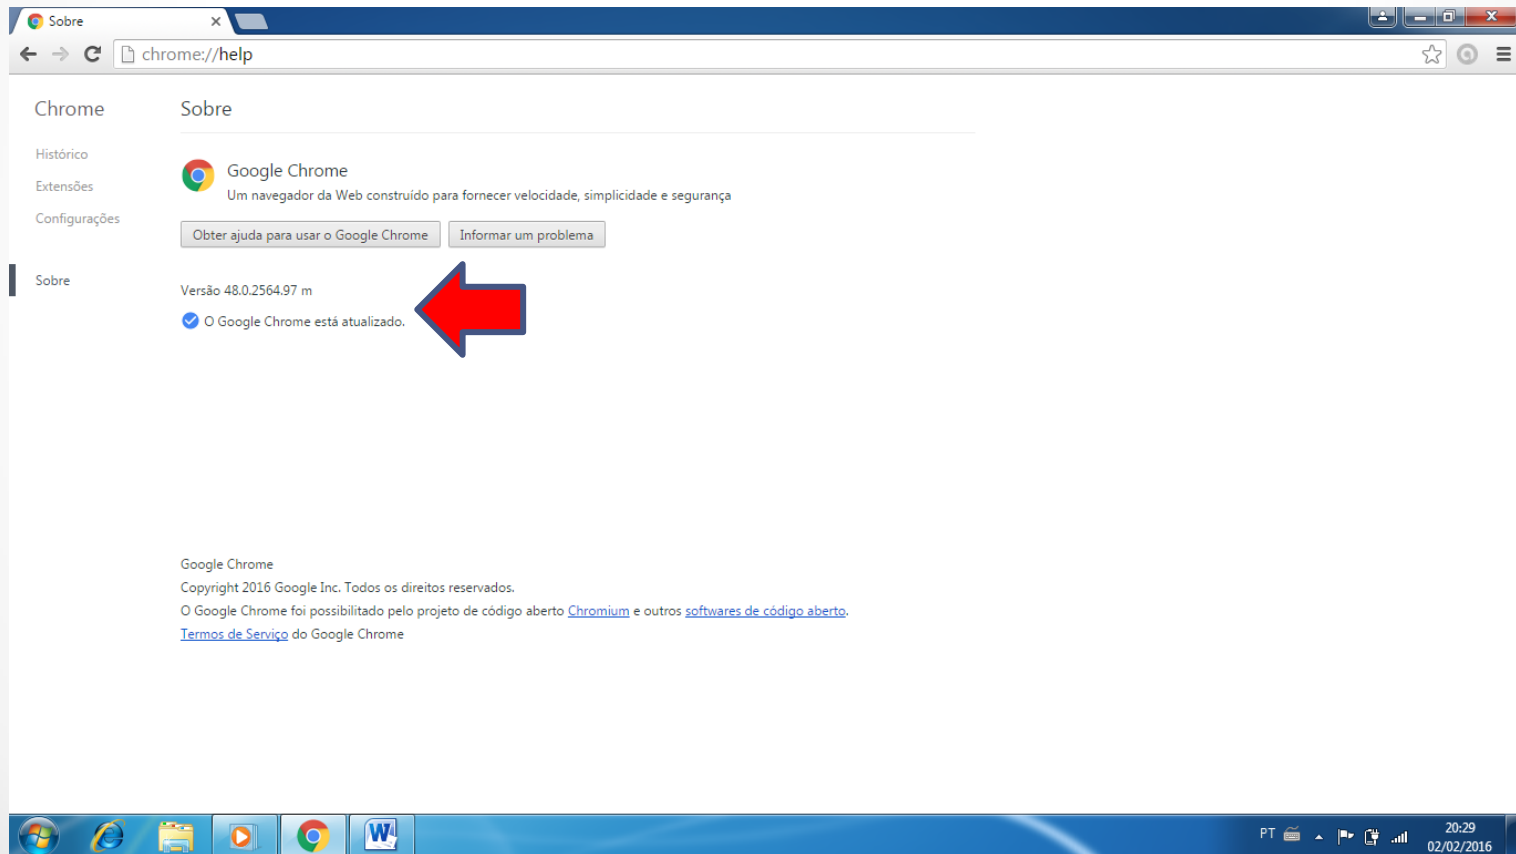 Sobre
chrome://help
Chrome
Sobre
Histórico
Extensões
Configurações
Sobre
Google Chrome
Um navegador da Web construído para fornecer velocidade, simplicidade e segurança
Obter ajuda para usar o Google Chrome
Informar um problema
Versão 48.0.2564.97 m
O Google Chrome está atualizado.
Google Chrome
Copyright 2016 Google Inc. Todos os direitos reservados.
O Google Chrome foi possibilitado pelo projeto de código aberto Chromium e outros softwares de código aberto.
Termos de Serviço do Google Chrome
PT
20:29
02/02/2016